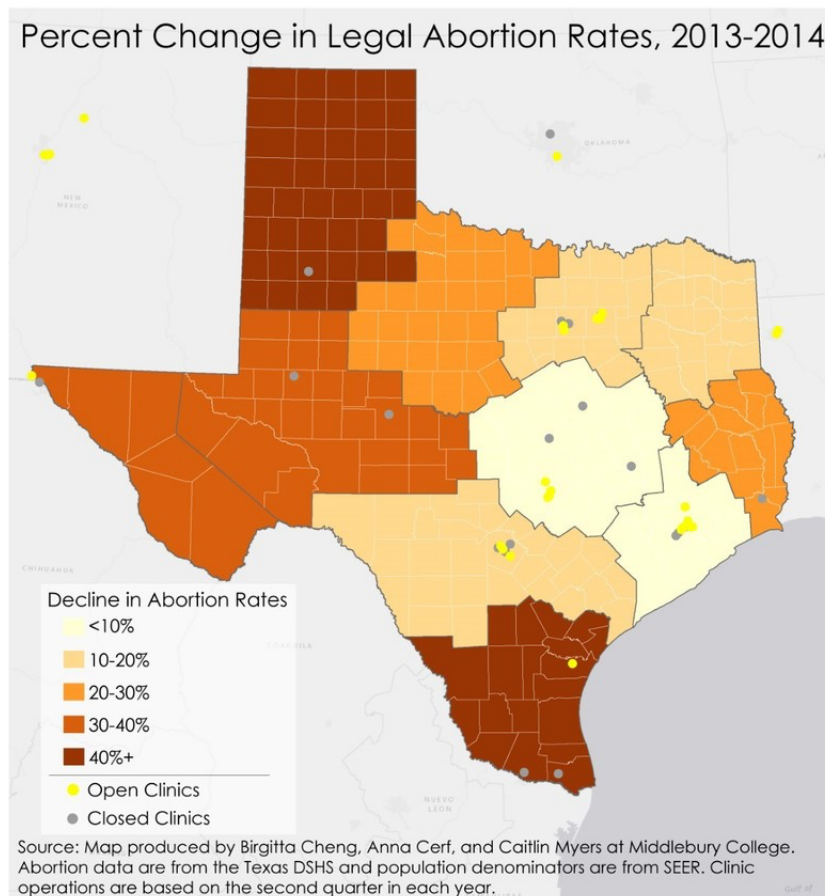 Percent Change in Legal Abortion Rates, 2013-2014
OKLAHOMA
NEW
MEXICO
CHIHUAHUA
COAHUILA
Decline in Abortion Rates
<10%
10-20%
20-30%
30-40%
40%+
Open Clinics
Closed Clinics
NUEVO
LEON
Source: Map produced by Birgitta Cheng, Anna Cerf, and Caitlin Myers at Middlebury College.
Abortion data are from the Texas DSHS and population denominators are from SEER. Clinic
operations are based on the second quarter in each year.
Gulf of